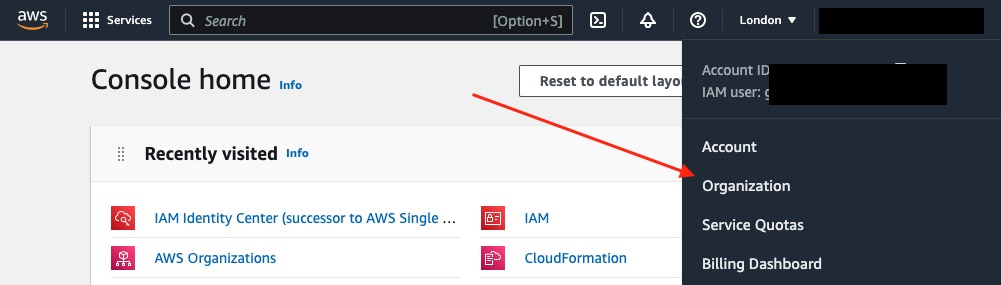 aws Services Search [Option+S] London
Account ID
IAM user: g
Console home Info
Reset to default layou
Recently visited Info
Account
Organization
IAM Identity Center (successor to AWS Single ...
IAM
Service Quotas
AWS Organizations
CloudFormation
Billing Dashboard